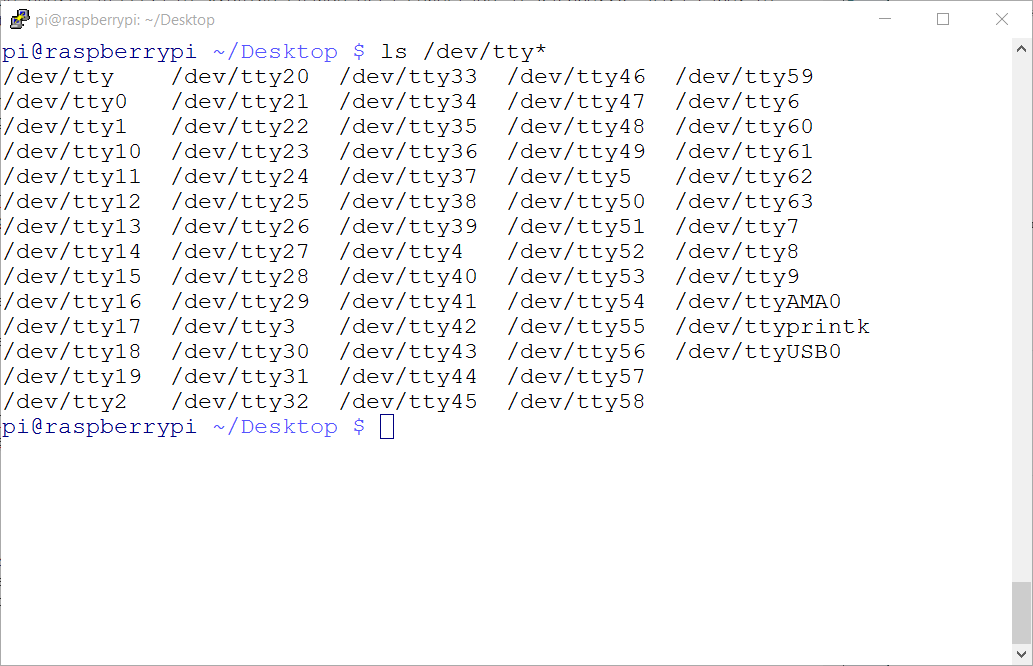 pi@raspberrypi: ~/Desktop
pi@raspberrypi ~/Desktop $ ls /dev/tty*
/dev/tty /dev/tty20 /dev/tty33 /dev/tty46 /dev/tty59
/dev/tty0 /dev/tty21 /dev/tty34 /dev/tty47 /dev/tty6
/dev/tty1 /dev/tty22 /dev/tty35 /dev/tty48 /dev/tty60
/dev/tty10 /dev/tty23 /dev/tty36 /dev/tty49 /dev/tty61
/dev/tty11 /dev/tty24 /dev/tty37 /dev/tty5 /dev/tty62
/dev/tty12 /dev/tty25 /dev/tty38 /dev/tty50 /dev/tty63
/dev/tty13 /dev/tty26 /dev/tty39 /dev/tty51 /dev/tty7
/dev/tty14 /dev/tty27 /dev/tty4 /dev/tty52 /dev/tty8
/dev/tty15 /dev/tty28 /dev/tty40 /dev/tty53 /dev/tty9
/dev/tty16 /dev/tty29 /dev/tty41 /dev/tty54 /dev/ttyAMA0
/dev/tty17 /dev/tty3 /dev/tty42 /dev/tty55 /dev/ttyprintk
/dev/tty18 /dev/tty30 /dev/tty43 /dev/tty56 /dev/ttyUSB0
/dev/tty19 /dev/tty31 /dev/tty44 /dev/tty57
/dev/tty2 /dev/tty32 /dev/tty45 /dev/tty58
pi@raspberrypi ~/Desktop $